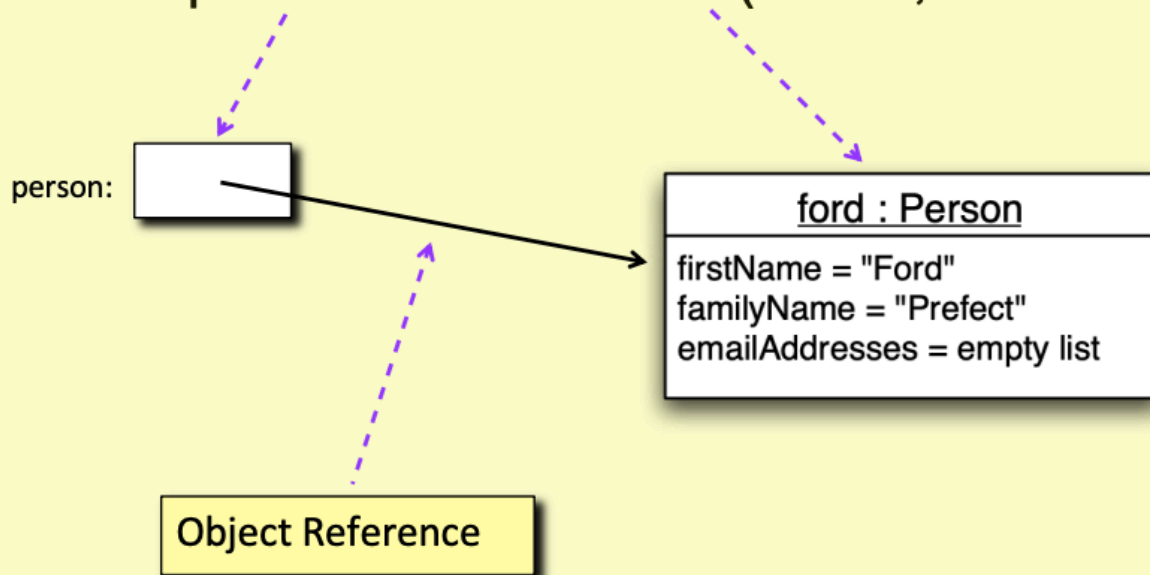 person:
ford : Person
firstName = "Ford"
familyName = "Prefect"
emailAddresses = empty list
Object Reference